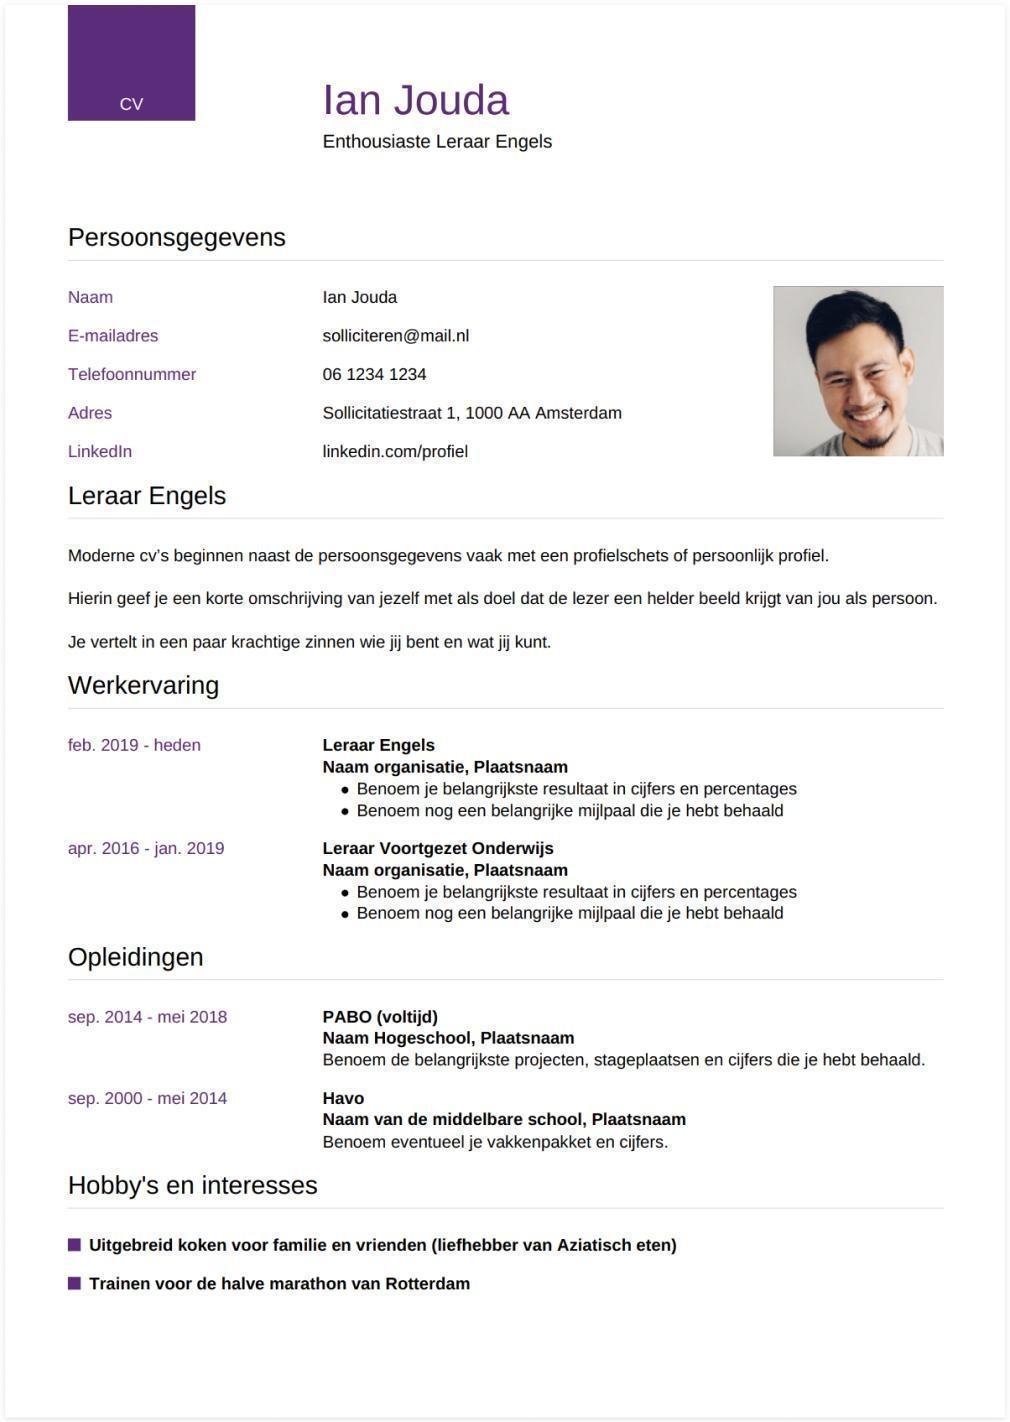 CV
Ian Jouda
Enthousiaste Leraar Engels
Persoonsgegevens
Naam Ian Jouda
E-mailadres solliciteren@mail.nl
Telefoonnummer 06 1234 1234
Adres Sollicitatiestraat 1, 1000 AA Amsterdam
LinkedIn linkedin.com/profiel
Leraar Engels
Moderne cv’s beginnen naast de persoonsgegevens vaak met een profielschets of persoonlijk profiel.
Hierin geef je een korte omschrijving van jezelf met als doel dat de lezer een helder beeld krijgt van jou als persoon.
Je vertelt in een paar krachtige zinnen wie jij bent en wat jij kunt.
Werkervaring
feb. 2019 - heden Leraar Engels
Naam organisatie, Plaatsnaam
● Benoem je belangrijkste resultaat in cijfers en percentages
● Benoem nog een belangrijke mijlpaal die je hebt behaald
apr. 2016 - jan. 2019 Leraar Voortgezet Onderwijs
Naam organisatie, Plaatsnaam
● Benoem je belangrijkste resultaat in cijfers en percentages
● Benoem nog een belangrijke mijlpaal die je hebt behaald
Opleidingen
sep. 2014 - mei 2018 PABO (voltijd)
Naam Hogeschool, Plaatsnaam
Benoem de belangrijkste projecten, stageplaatsen en cijfers die je hebt behaald.
sep. 2000 - mei 2014 Havo
Naam van de middelbare school, Plaatsnaam
Benoem eventueel je vakkenpakket en cijfers.
Hobby's en interesses
■ Uitgebreid koken voor familie en vrienden (liefhebber van Aziatisch eten)
■ Trainen voor de halve marathon van Rotterdam